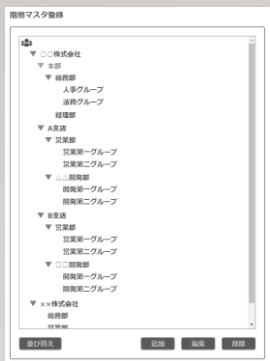 階層マスタ登録
▼ ○○株式会社
▼ 本部
▼ 総務部
人事グループ
法務グループ
経理部
▼ A支店
▼ 営業部
営業第一グループ
営業第二グループ
▼ △△開発部
開発第一グループ
開発第二グループ
▼ B支店
▼ 営業部
営業第一グループ
営業第二グループ
▼ □□開発部
開発第一グループ
開発第二グループ
▼ ××株式会社
総務部
営業部
並び替え 追加 編集 削除